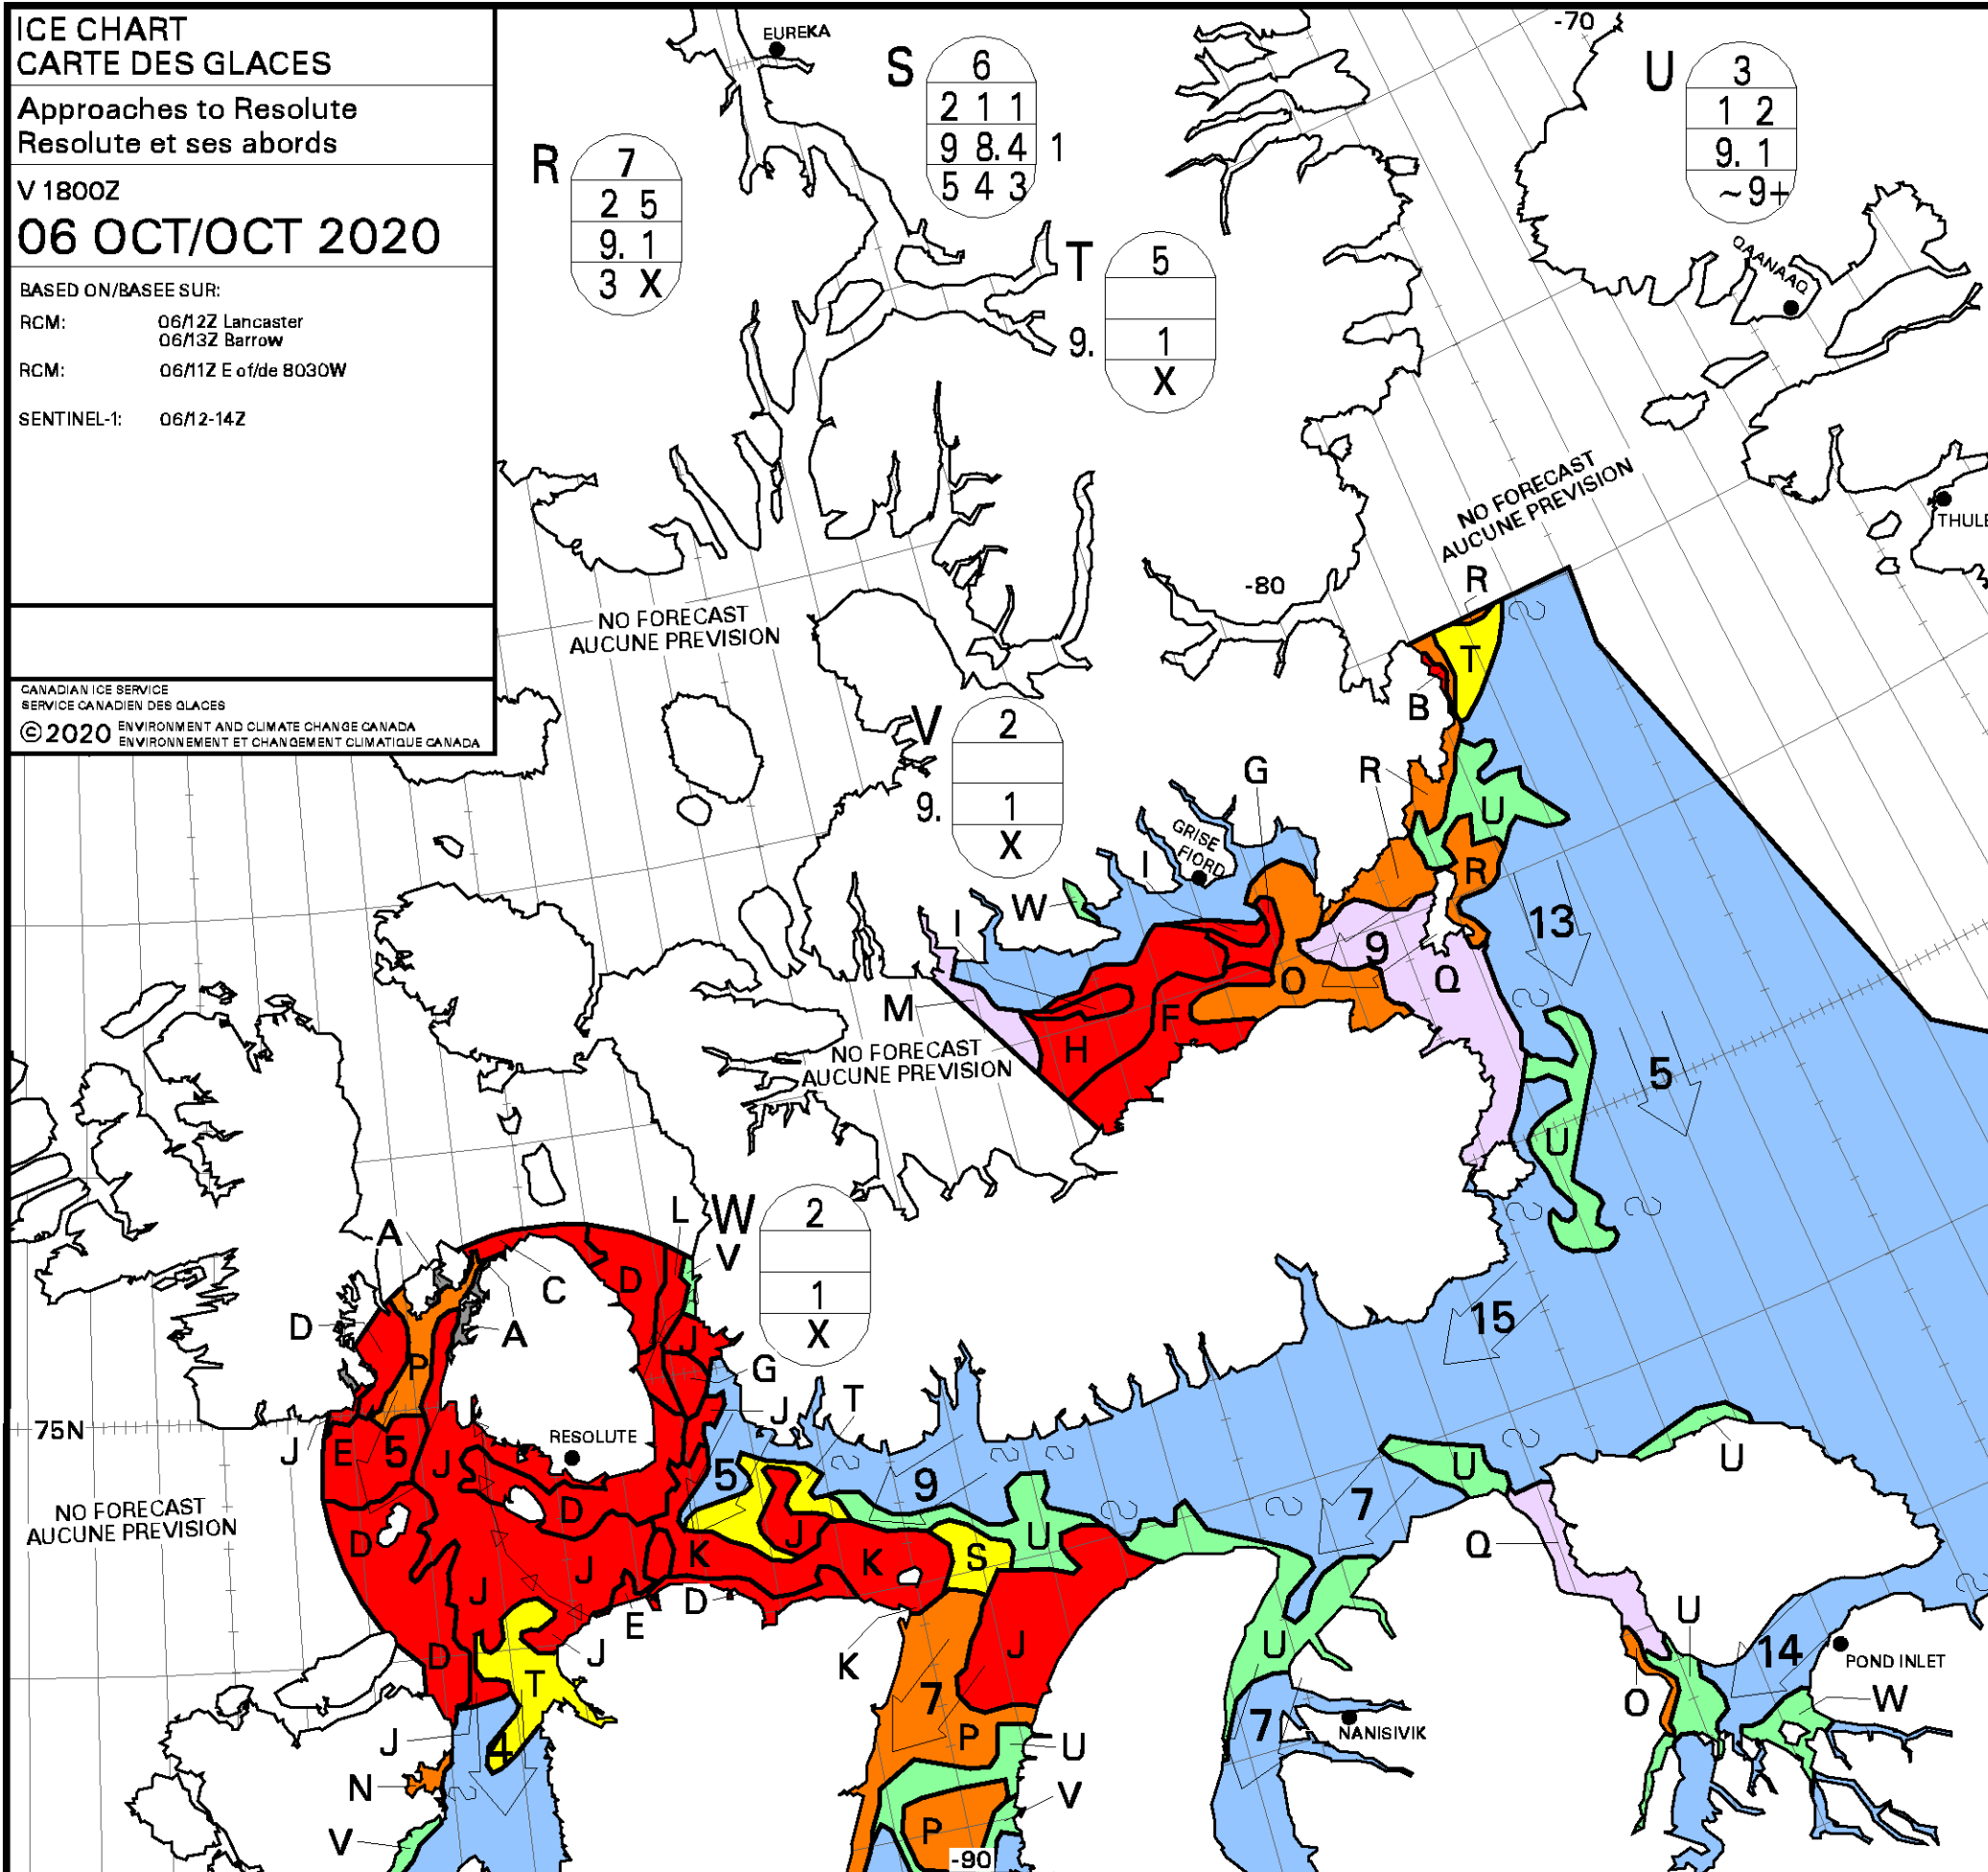 ICE CHART
CARTE DES GLACES
Approaches to Resolute
Resolute et ses abords
V 1800Z
06 OCT/OCT 2020
BASED ON/BASEE SUR:
RCM: 06/12Z Lancaster
06/13Z Barrow
RCM: 06/11Z E of/de 8030W
SENTINEL-1: 06/12-14Z
CANADIAN ICE SERVICE
SERVICE CANADIEN DES GLACES
©2020 ENVIRONMENT AND CLIMATE CHANGE CANADA
ENVIRONNEMENT ET CHANGEMENT CLIMATIQUE CANADA
EUREKA
R
7
2 5
9. 1
3 X
S
6
2 1 1
9 8. 4 1
5 4 3
T
5
9. 1
X
U
3
1 2
9. 1
~9+
-70
QAANAAQ
THULE
NO FORECAST
AUCUNE PREVISION
-80
NO FORECAST
AUCUNE PREVISION
R
T
B
V
2
9. 1
X
G
R
U
GRISE
FIORD
I
W
I
R
13
9
Q
O
M
F
H
NO FORECAST
AUCUNE PREVISION
5
U
W
2
1
X
L
V
A
C
D
D
A
P
J
G
J
T
15
75N
J
E
5
J
RESOLUTE
5
9
U
U
7
NO FORECAST
AUCUNE PREVISION
D
D
J
K
J
K
S
U
Q
J
J
D
E
J
K
J
U
U
14
POND INLET
D
T
7
P
7
NANISIVIK
O
W
J
4
U
N
V
V
P
-90